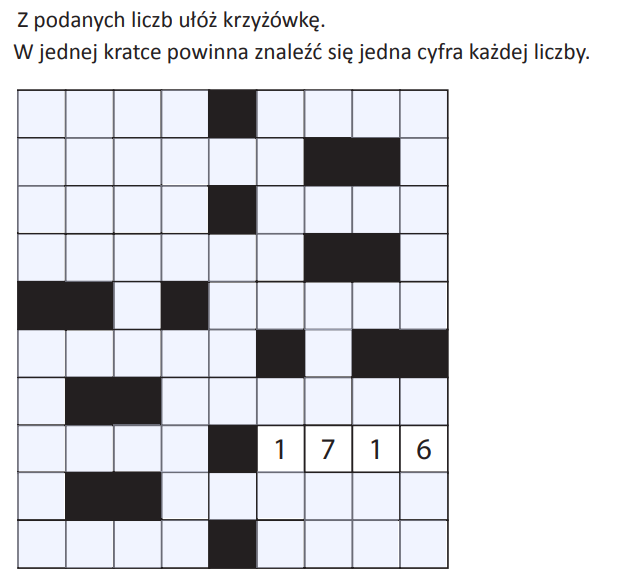 Z podanych liczb ułóż krzyżówkę.
W jednej kratce powinna znaleźć się jedna cyfra każdej liczby.
1 7 1 6